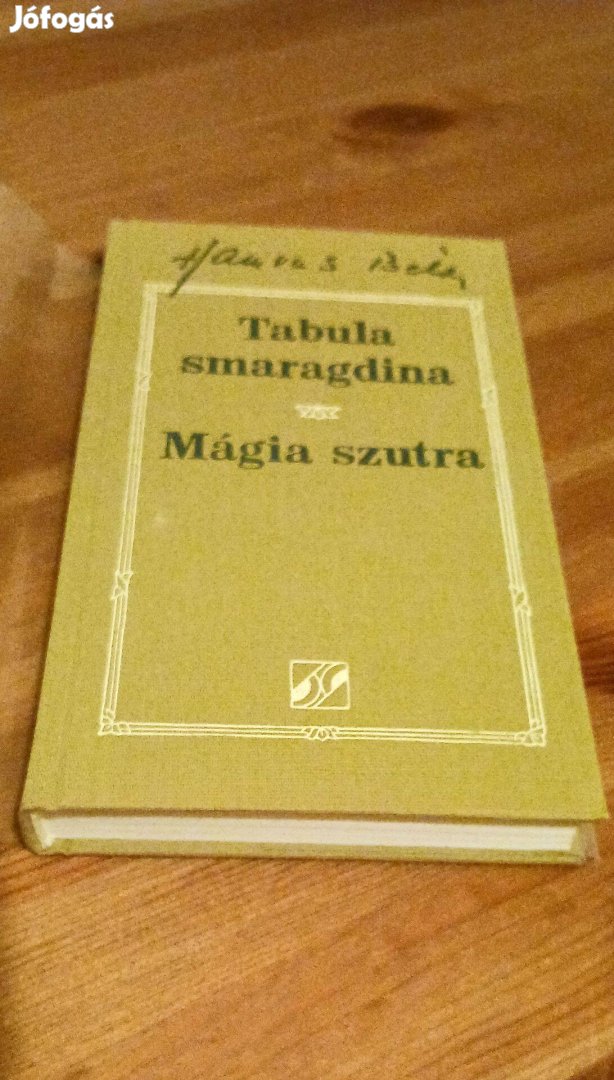 Jófogás
Hamvas Béla
Tabula
smaragdina
Mágia szutra